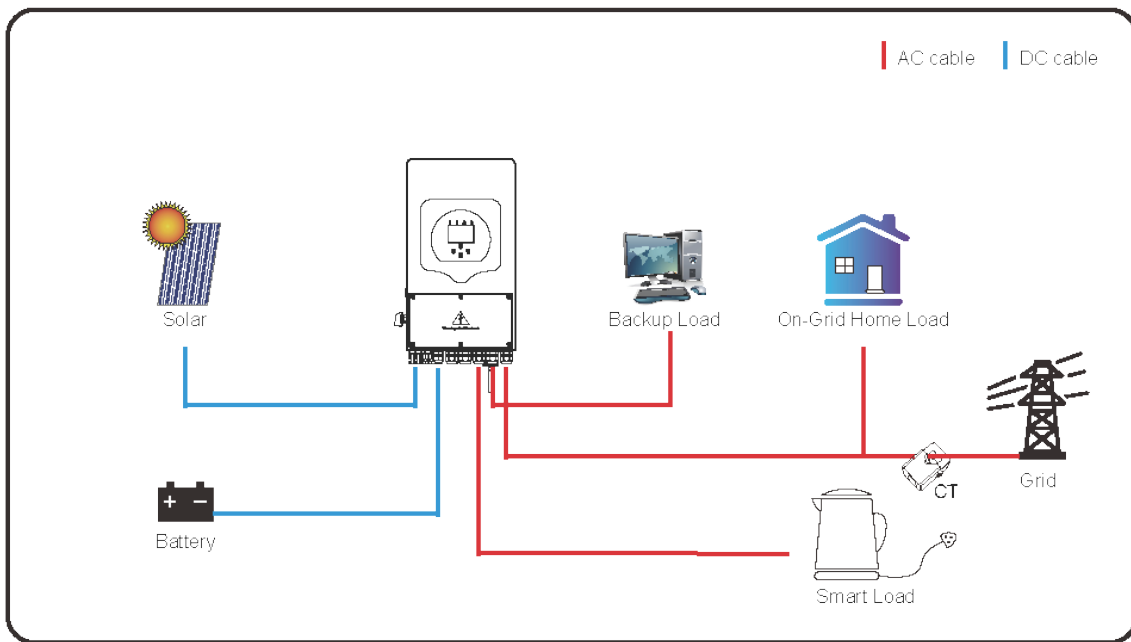 AC cable
DC cable
Solar
Backup Load
On-Grid Home Load
CT
Grid
Battery
Smart Load